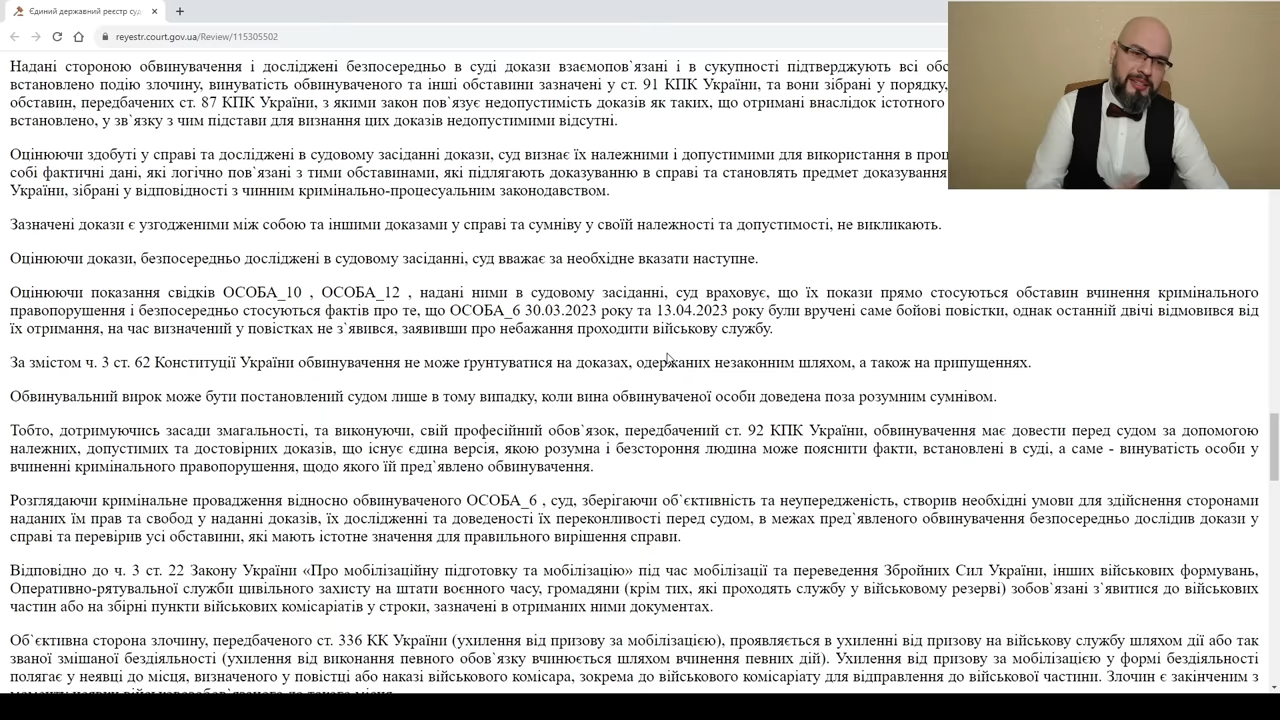 Єдиний державний реєстр суд
reyestr.court.gov.ua/Review/115305502
Надані стороною обвинувачення і досліджені безпосередньо в суді докази взаємопов`язані і в сукупності підтверджують всі обс
встановлено подію злочину, винуватість обвинуваченого та інші обставини зазначені у ст. 91 КПК України, та вони зібрані у порядку,
обставин, передбачених ст. 87 КПК України, з якими закон пов`язує недопустимість доказів як таких, що отримані внаслідок істотного
встановлено, у зв`язку з чим підстави для визнання цих доказів недопустимими відсутні.
Оцінюючи здобуті у справі та досліджені в судовому засіданні докази, суд визнає їх належними і допустимими для використання в проц
собі фактичні дані, які логічно пов`язані з тими обставинами, які підлягають доказуванню в справі та становлять предмет доказування
України, зібрані у відповідності з чинним кримінально-процесуальним законодавством.
Зазначені докази є узгодженими між собою та іншими доказами у справі та сумніву у своїй належності та допустимості, не викликають.
Оцінюючи докази, безпосередньо досліджені в судовому засіданні, суд вважає за необхідне вказати наступне.
Оцінюючи показання свідків ОСОБА_10 , ОСОБА_12 , надані ними в судовому засіданні, суд враховує, що їх покази прямо стосуються обставин вчинення кримінального
правопорушення і безпосередньо стосуються фактів про те, що ОСОБА_6 30.03.2023 року та 13.04.2023 року були вручені саме бойові повістки, однак останній двічі відмовився від
їх отримання, на час визначений у повістках не з`явився, заявивши про небажання проходити військову службу.
За змістом ч. 3 ст. 62 Конституції України обвинувачення не може ґрунтуватися на доказах, одержаних незаконним шляхом, а також на припущеннях.
Обвинувальний вирок може бути постановлений судом лише в тому випадку, коли вина обвинуваченої особи доведена поза розумним сумнівом.
Тобто, дотримуючись засади змагальності, та виконуючи, свій професійний обов`язок, передбачений ст. 92 КПК України, обвинувачення має довести перед судом за допомогою
належних, допустимих та достовірних доказів, що існує єдина версія, якою розумна і безстороння людина може пояснити факти, встановлені в суді, а саме - винуватість особи у
вчиненні кримінального правопорушення, щодо якого їй пред`явлено обвинувачення.
Розглядаючи кримінальне провадження відносно обвинуваченого ОСОБА_6 , суд, зберігаючи об`єктивність та неупередженість, створив необхідні умови для здійснення сторонами
наданих їм прав та свобод у наданні доказів, їх дослідженні та доведеності їх переконливості перед судом, в межах пред`явленого обвинувачення безпосередньо дослідив докази у
справі та перевірив усі обставини, які мають істотне значення для правильного вирішення справи.
Відповідно до ч. 3 ст. 22 Закону України «Про мобілізаційну підготовку та мобілізацію» під час мобілізації та переведення Збройних Сил України, інших військових формувань,
Оперативно-рятувальної служби цивільного захисту на штати воєнного часу, громадяни (крім тих, які проходять службу у військовому резерві) зобов`язані з`явитися до військових
частин або на збірні пункти військових комісаріатів у строки, зазначені в отриманих ними документах.
Об`єктивна сторона злочину, передбаченого ст. 336 КК України (ухилення від призову за мобілізацією), проявляється в ухиленні від призову на військову службу шляхом дії або так
званої змішаної бездіяльності (ухилення від виконання певного обов`язку вчиняється шляхом вчинення певних дій). Ухилення від призову за мобілізацією у формі бездіяльності
полягає у неявці до місця, визначеного у повістці або наказі військового комісара, зокрема до військового комісаріату для відправлення до військової частини. Злочин є закінченим з